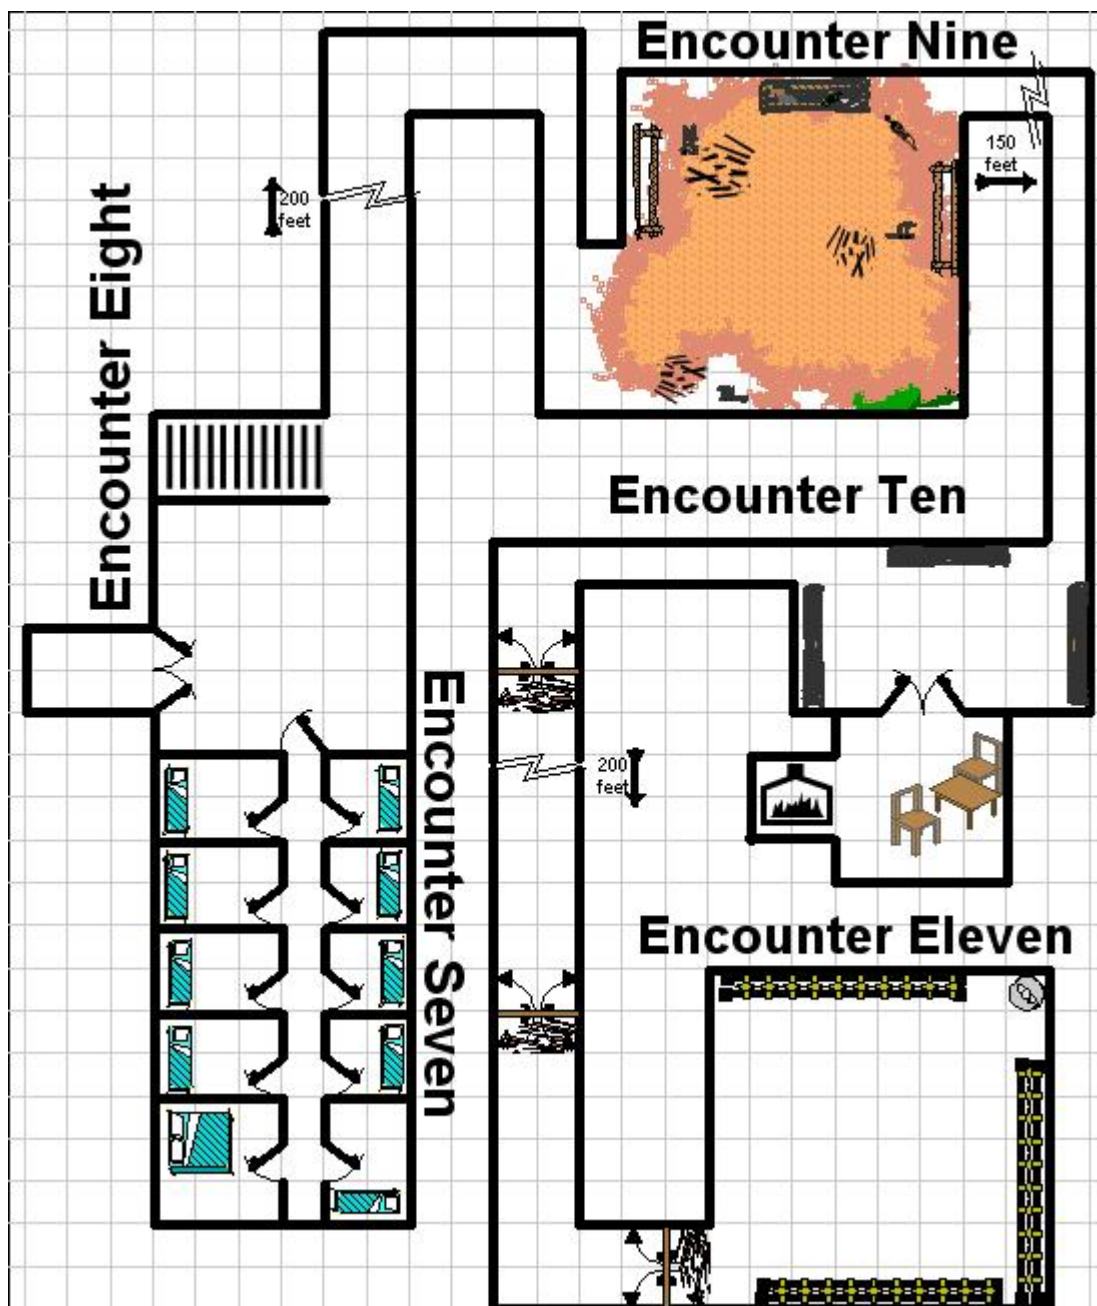 Encounter Nine
150
feet
200
feet
Encounter Eight
Encounter Ten
Encounter Seven
200
feet
Encounter Eleven